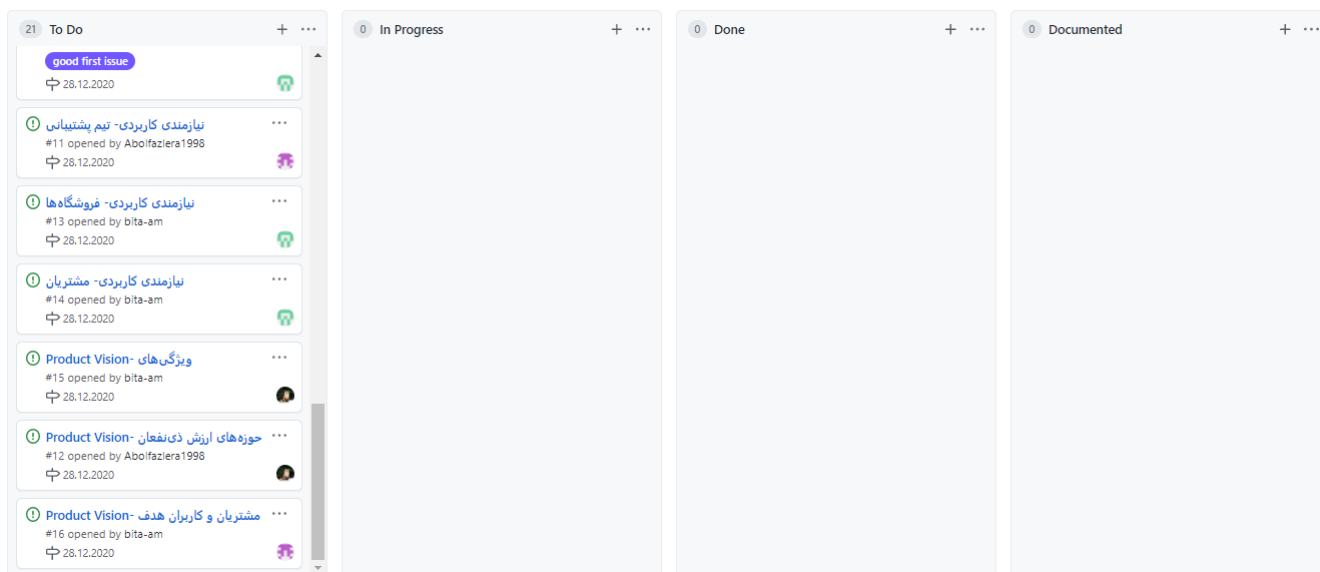 21 To Do
good first issue
28.12.2020
نیازمندی کاربردی- تیم پشتیبانی
#11 opened by Abolfazlera1998
28.12.2020
نیازمندی کاربردی- فروشگاه‌ها
#13 opened by bita-am
28.12.2020
نیازمندی کاربردی- مشتریان
#14 opened by bita-am
28.12.2020
Product Vision- ویژگی‌های
#15 opened by bita-am
28.12.2020
Product Vision- حوزه‌های ارزش ذی‌نفعان
#12 opened by Abolfazlera1998
28.12.2020
Product Vision- مشتریان و کاربران هدف
#16 opened by bita-am
28.12.2020
0 In Progress
0 Done
0 Documented